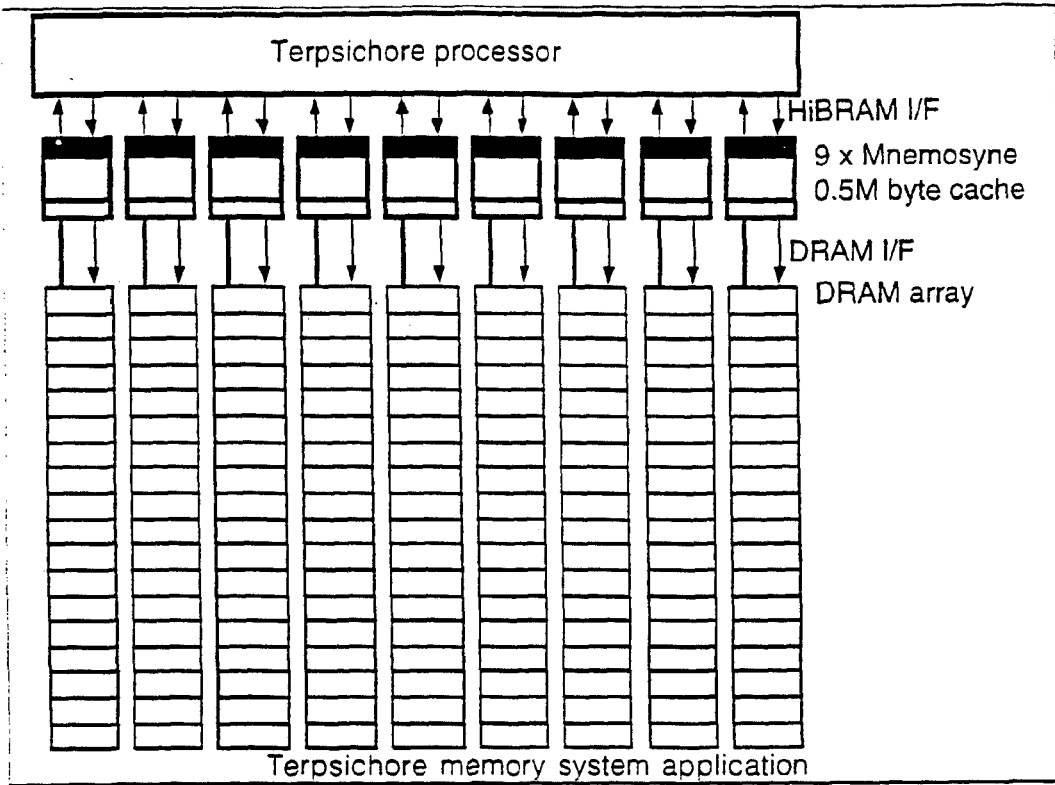 Terpsichore processor
HiBRAM I/F
9 x Mnemosyne
0.5M byte cache
DRAM I/F
DRAM array
Terpsichore memory system application